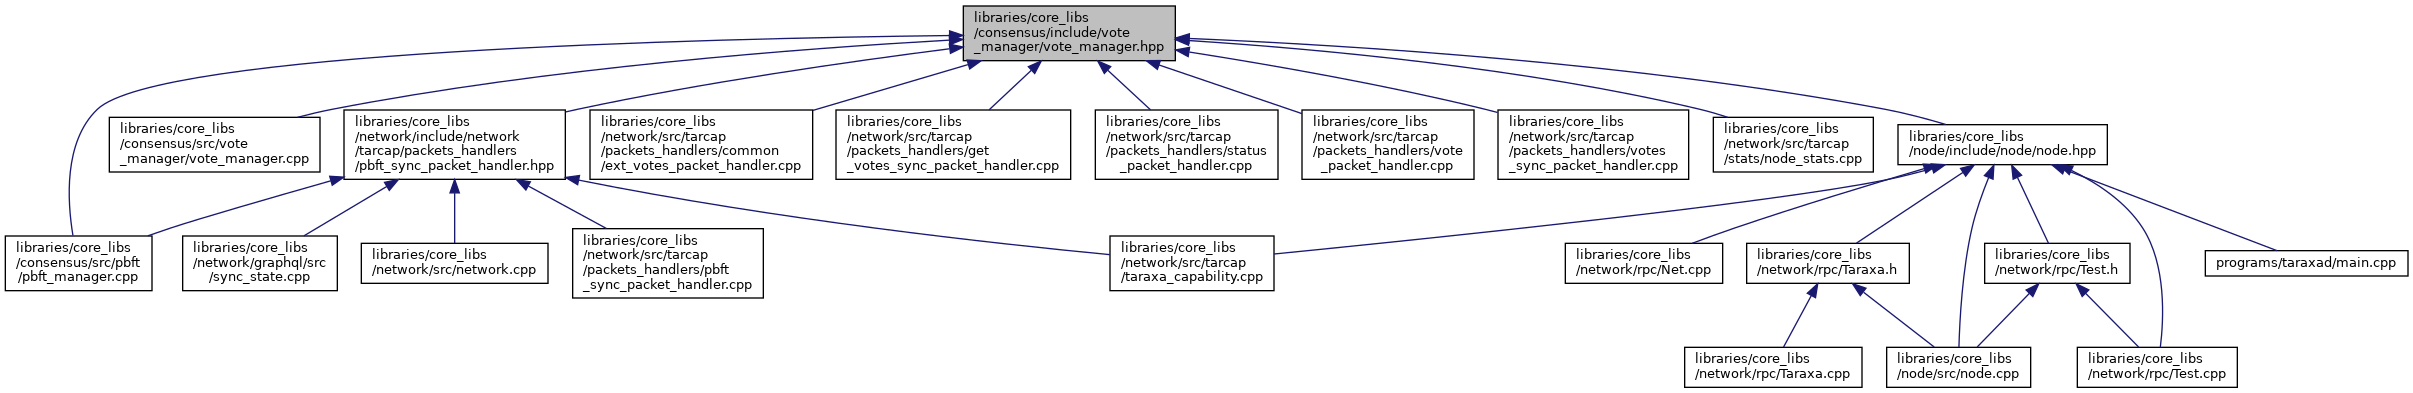 libraries/core_libs
/consensus/include/vote
_manager/vote_manager.hpp
libraries/core_libs
/consensus/src/vote
_manager/vote_manager.cpp
libraries/core_libs
/network/include/network
/tarcap/packets_handlers
/pbft_sync_packet_handler.hpp
libraries/core_libs
/network/src/tarcap
/packets_handlers/common
/ext_votes_packet_handler.cpp
libraries/core_libs
/network/src/tarcap
/packets_handlers/get
_votes_sync_packet_handler.cpp
libraries/core_libs
/network/src/tarcap
/packets_handlers/status
_packet_handler.cpp
libraries/core_libs
/network/src/tarcap
/packets_handlers/vote
_packet_handler.cpp
libraries/core_libs
/network/src/tarcap
/packets_handlers/votes
_sync_packet_handler.cpp
libraries/core_libs
/network/src/tarcap
/stats/node_stats.cpp
libraries/core_libs
/node/include/node/node.hpp
libraries/core_libs
/consensus/src/pbft
/pbft_manager.cpp
libraries/core_libs
/network/graphql/src
/sync_state.cpp
libraries/core_libs
/network/src/network.cpp
libraries/core_libs
/network/src/tarcap
/packets_handlers/pbft
_sync_packet_handler.cpp
libraries/core_libs
/network/src/tarcap
/taraxa_capability.cpp
libraries/core_libs
/network/rpc/Net.cpp
libraries/core_libs
/network/rpc/Taraxa.h
libraries/core_libs
/network/rpc/Test.h
programs/taraxad/main.cpp
libraries/core_libs
/network/rpc/Taraxa.cpp
libraries/core_libs
/node/src/node.cpp
libraries/core_libs
/network/rpc/Test.cpp